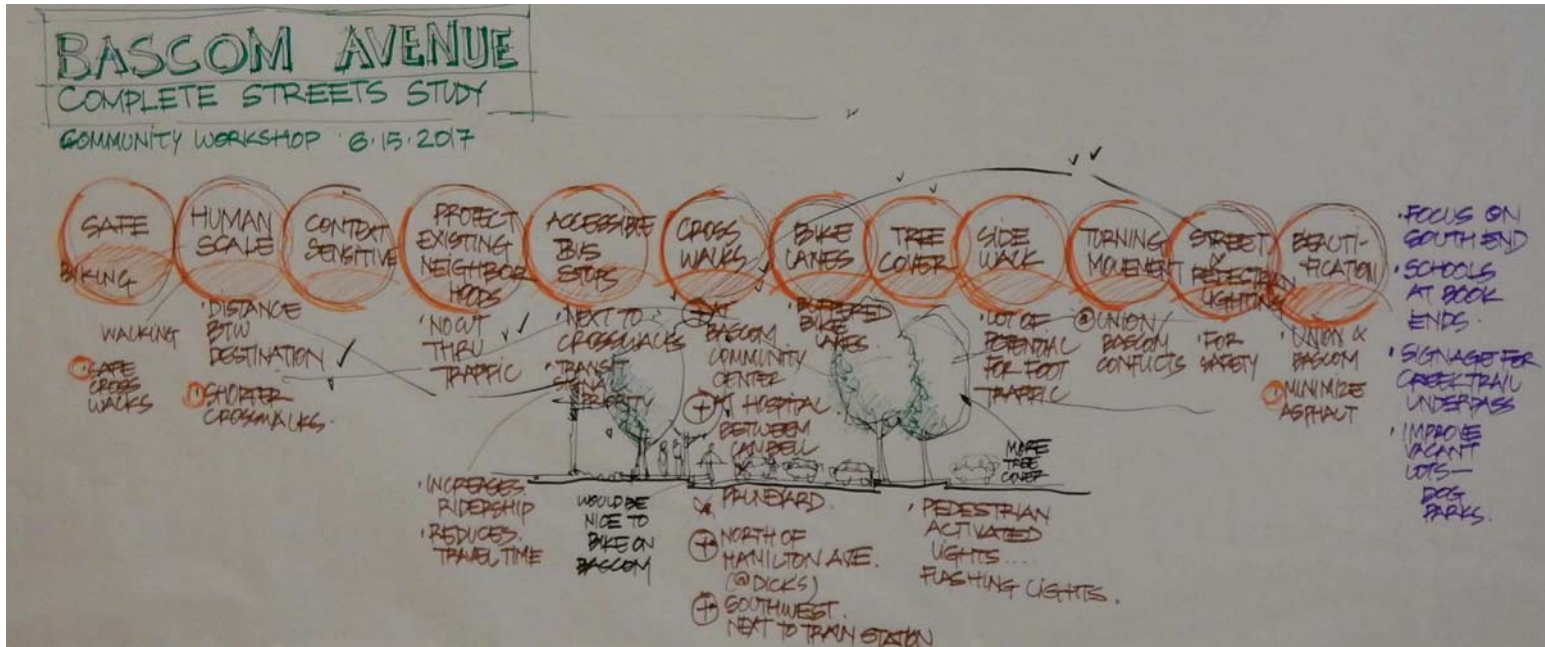 BASCOM AVENUE
COMPLETE STREETS STUDY
COMMUNITY WORKSHOP 6.15.2017
SAFE
BIKING
WALKING
SAFE
CROSS
WALKS
HUMAN
SCALE
• DISTANCE
BTW
DESTINATION
SHORTER
CROSSWALKS.
CONTEXT
SENSITIVE
PROTECT
EXISTING
NEIGHBOR
HOODS
• NO CUT
THRU
TRAFFIC
ACCESSIBLE
BUS
STOPS
• NEXT TO
CROSSWALKS
• TRANSIT
SIGNAL
PRIORITY
• INCREASES
RIDERSHIP
• REDUCES
TRAVEL TIME
WOULD BE
NICE TO
BIKE ON
BASCOM
CROSS
WALKS
+ AT
BASCOM
COMMUNITY
CENTER
+ AT HOSPITAL
BETWEEN
CAMBELL
&
PRUNEYARD.
+ NORTH OF
HAMILTON AVE.
(@DICKS)
+ SOUTHWEST.
NEXT TO TRAIN STATION
BIKE
LANES
• BUFFERED
BIKE
LANES
TREE
COVER
MORE
TREE
COVER
SIDE
WALK
• LOT OF
POTENTIAL
FOR FOOT
TRAFFIC
• PEDESTRIAN
ACTIVATED
LIGHTS....
FLASHING LIGHTS.
TURNING
MOVEMENT
@ UNION/
BASCOM
CONFLICTS
STREET
&
PEDESTRIAN
LIGHTING
• FOR
SAFETY
BEAUTI-
FICATION
• UNION &
BASCOM
MINIMIZE
ASPHALT
• FOCUS ON
SOUTH END
• SCHOOLS
AT BOOK
ENDS.
• SIGNAGE FOR
CREEK TRAIL
UNDERPASS
• IMPROVE
VACANT
LOTS—
DOG
PARKS.